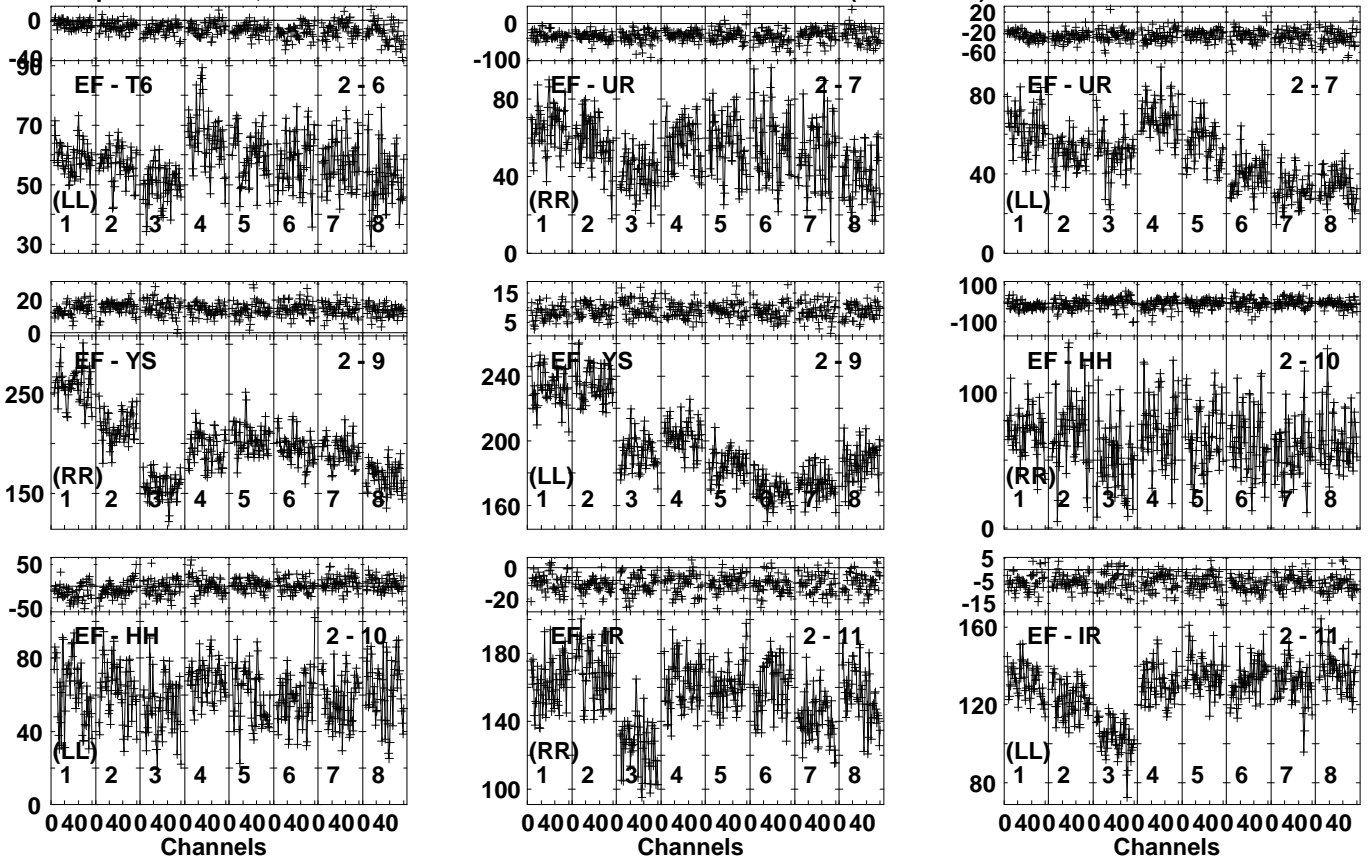 0 0 20
-40 -100 -20
-60
EF - T6 2 - 6
90
70
50
30
(LL)
1 2 3 4 5 6 7 8
EF - UR 2 - 7
80
40
0
(RR)
1 2 3 4 5 6 7 8
EF - UR 2 - 7
80
40
0
(LL)
1 2 3 4 5 6 7 8
20
0
EF - YS 2 - 9
250
150
(RR)
1 2 3 4 5 6 7 8
15
5
EF - YS 2 - 9
240
200
160
(LL)
1 2 3 4 5 6 7 8
100
-100
EF - HH 2 - 10
100
0
(RR)
1 2 3 4 5 6 7 8
50
-50
EF - HH 2 - 10
80
40
0
(LL)
1 2 3 4 5 6 7 8
0
-20
EF - IR 2 - 11
180
140
100
(RR)
1 2 3 4 5 6 7 8
5
-5
-15
EF - IR 2 - 11
160
120
80
(LL)
1 2 3 4 5 6 7 8
0 40 0 40 0 40 0 40 0 40 0 40 0 40 0 40
Channels
0 40 0 40 0 40 0 40 0 40 0 40 0 40 0 40
Channels
0 40 0 40 0 40 0 40 0 40 0 40 0 40 0 40
Channels